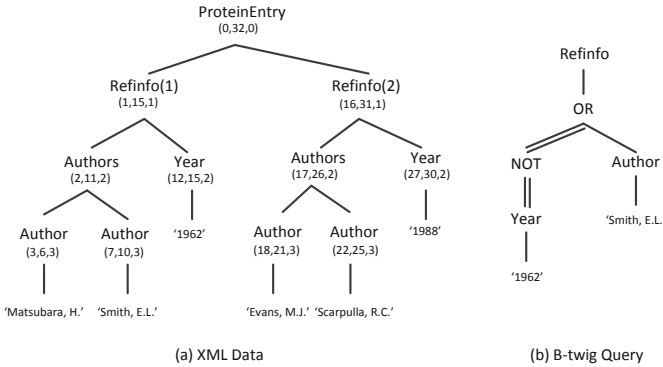 ProteinEntry
(0,32,0)
Refinfo(1)
(1,15,1)
Refinfo(2)
(16,31,1)
Authors
(2,11,2)
Year
(12,15,2)
Authors
(17,26,2)
Year
(27,30,2)
Author
(3,6,3)
Author
(7,10,3)
'1962'
Author
(18,21,3)
Author
(22,25,3)
'1988'
'Matsubara, H.'
'Smith, E.L.'
'Evans, M.J.'
'Scarpulla, R.C.'
(a) XML Data
Refinfo
OR
NOT
Author
Year
'Smith, E.L.
'1962'
(b) B-twig Query